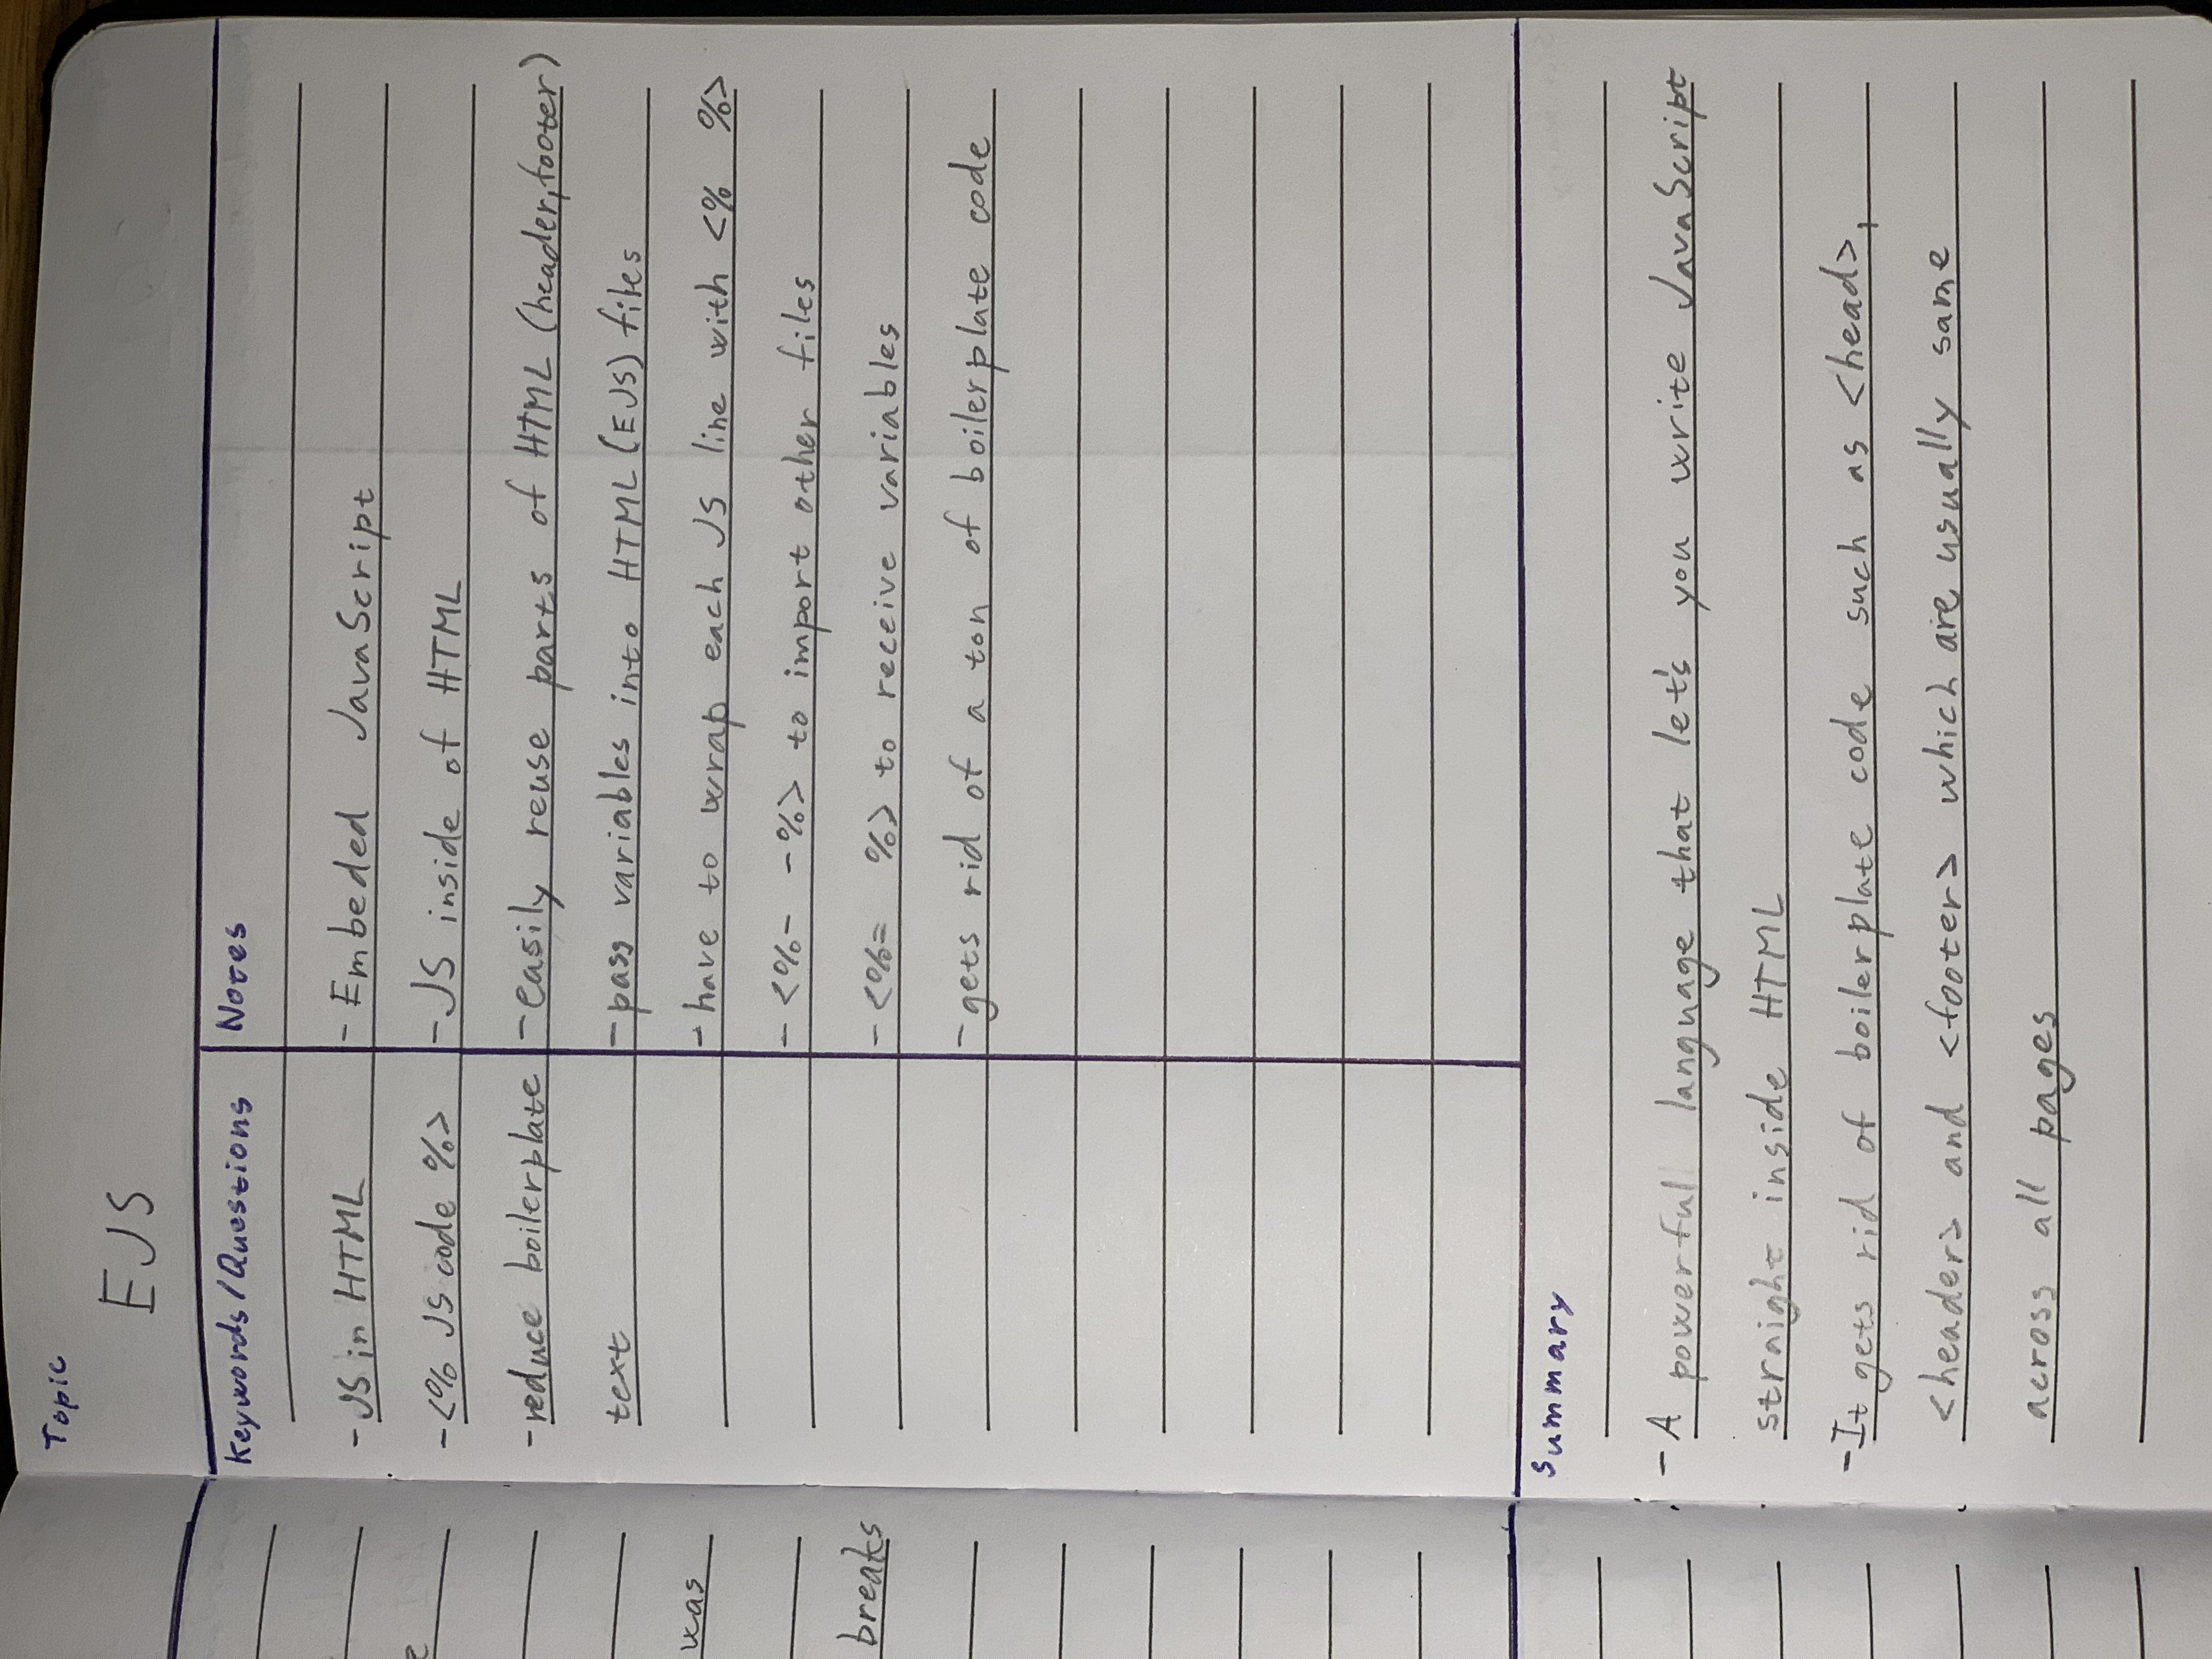 Topic
EJS
Keywords/Questions
- JS in HTML
- <% JS code %>
- reduce boilerplate
text
Notes
- Embeded JavaScript
- JS inside of HTML
- easily reuse parts of HTML (header, footer)
- pass variables into HTML (EJS) files
- have to wrap each JS line with <% %>
- <%- -%> to import other files
- <%= %> to receive variables
- gets rid of a ton of boilerplate code
Summary
- A powerful language that let's you write JavaScript
straight inside HTML
- It gets rid of boilerplate code such as <head>,
<header> and <footer> which are usually same
across all pages
was
breaks